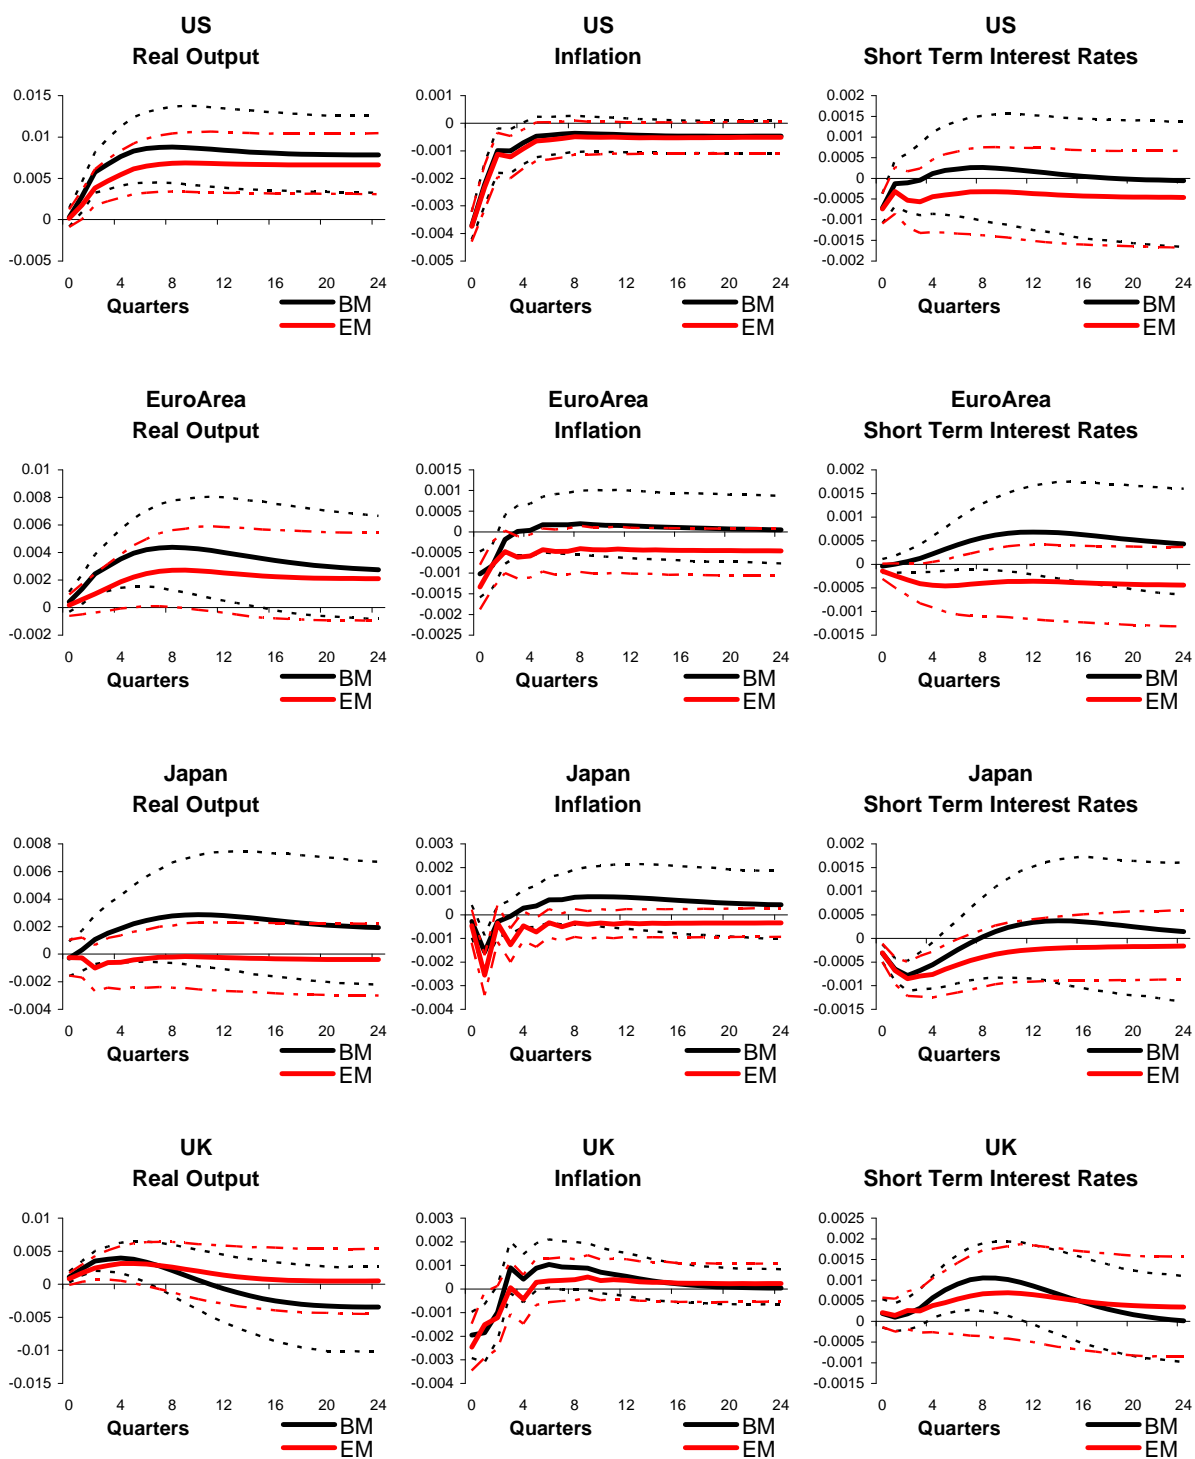 US
Real Output
0.015
0.01
0.005
0
-0.005
0 4 8 12 16 20 24
Quarters
BM
EM
US
Inflation
0.001
0
-0.001
-0.002
-0.003
-0.004
-0.005
0 4 8 12 16 20 24
Quarters
BM
EM
US
Short Term Interest Rates
0.002
0.0015
0.001
0.0005
0
-0.0005
-0.001
-0.0015
-0.002
0 4 8 12 16 20 24
Quarters
BM
EM
EuroArea
Real Output
0.01
0.008
0.006
0.004
0.002
0
-0.002
0 4 8 12 16 20 24
Quarters
BM
EM
EuroArea
Inflation
0.0015
0.001
0.0005
0
-0.0005
-0.001
-0.0015
-0.002
-0.0025
0 4 8 12 16 20 24
Quarters
BM
EM
EuroArea
Short Term Interest Rates
0.002
0.0015
0.001
0.0005
0
-0.0005
-0.001
-0.0015
0 4 8 12 16 20 24
Quarters
BM
EM
Japan
Real Output
0.008
0.006
0.004
0.002
0
-0.002
-0.004
0 4 8 12 16 20 24
Quarters
BM
EM
Japan
Inflation
0.003
0.002
0.001
0
-0.001
-0.002
-0.003
-0.004
0 4 8 12 16 20 24
Quarters
BM
EM
Japan
Short Term Interest Rates
0.002
0.0015
0.001
0.0005
0
-0.0005
-0.001
-0.0015
0 4 8 12 16 20 24
Quarters
BM
EM
UK
Real Output
0.01
0.005
0
-0.005
-0.01
-0.015
0 4 8 12 16 20 24
Quarters
BM
EM
UK
Inflation
0.003
0.002
0.001
0
-0.001
-0.002
-0.003
-0.004
0 4 8 12 16 20 24
Quarters
BM
EM
UK
Short Term Interest Rates
0.0025
0.002
0.0015
0.001
0.0005
0
-0.0005
-0.001
-0.0015
0 4 8 12 16 20 24
Quarters
BM
EM